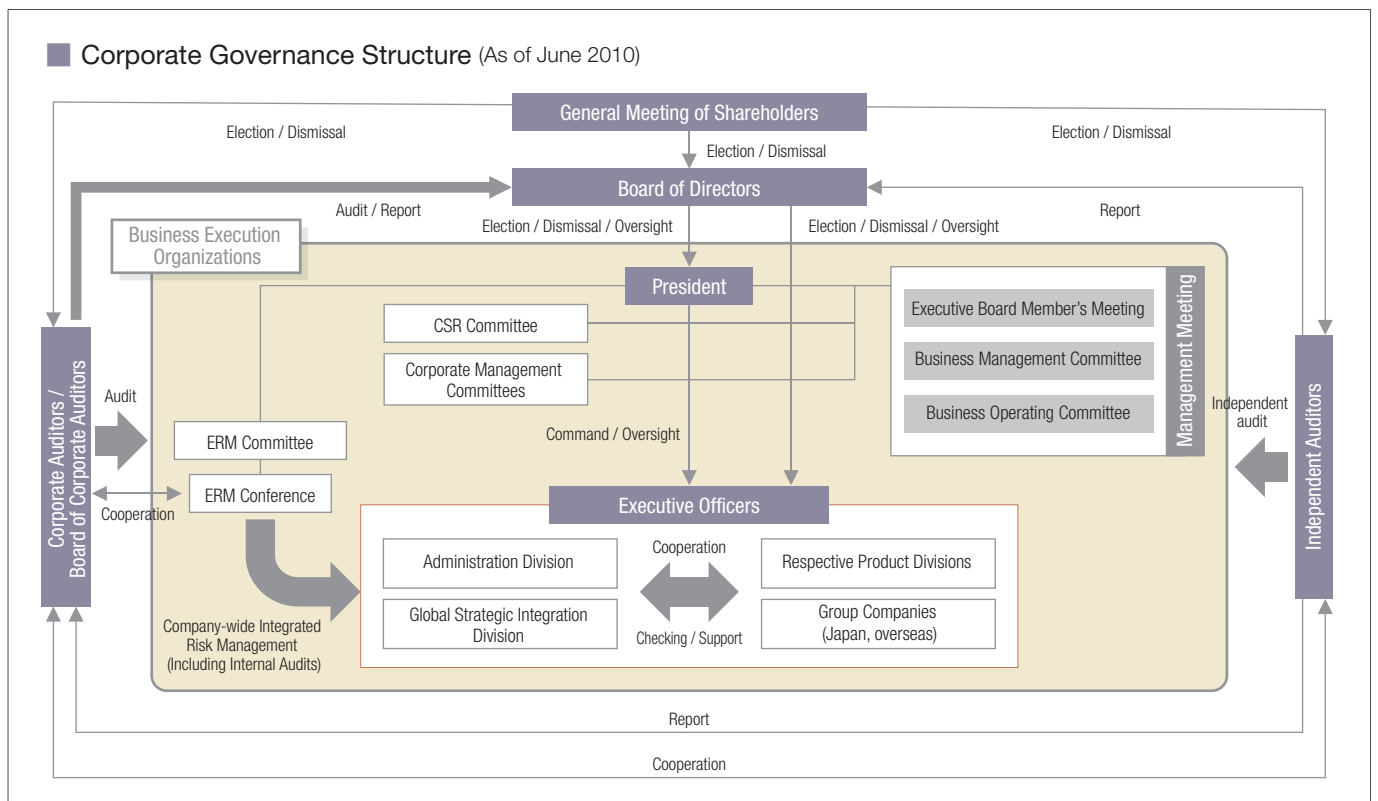 Corporate Governance Structure (As of June 2010)
General Meeting of Shareholders
Election / Dismissal
Election / Dismissal
Election / Dismissal
Board of Directors
Audit / Report
Report
Election / Dismissal / Oversight
Election / Dismissal / Oversight
Business Execution
Organizations
President
CSR Committee
Corporate Management
Committees
Executive Board Member's Meeting
Business Management Committee
Business Operating Committee
Management Meeting
Corporate Auditors /
Board of Corporate Auditors
Audit
Independent
audit
Independent Auditors
ERM Committee
Command / Oversight
ERM Conference
Cooperation
Executive Officers
Administration Division
Cooperation
Respective Product Divisions
Global Strategic Integration
Division
Checking / Support
Group Companies
(Japan, overseas)
Company-wide Integrated
Risk Management
(Including Internal Audits)
Report
Cooperation